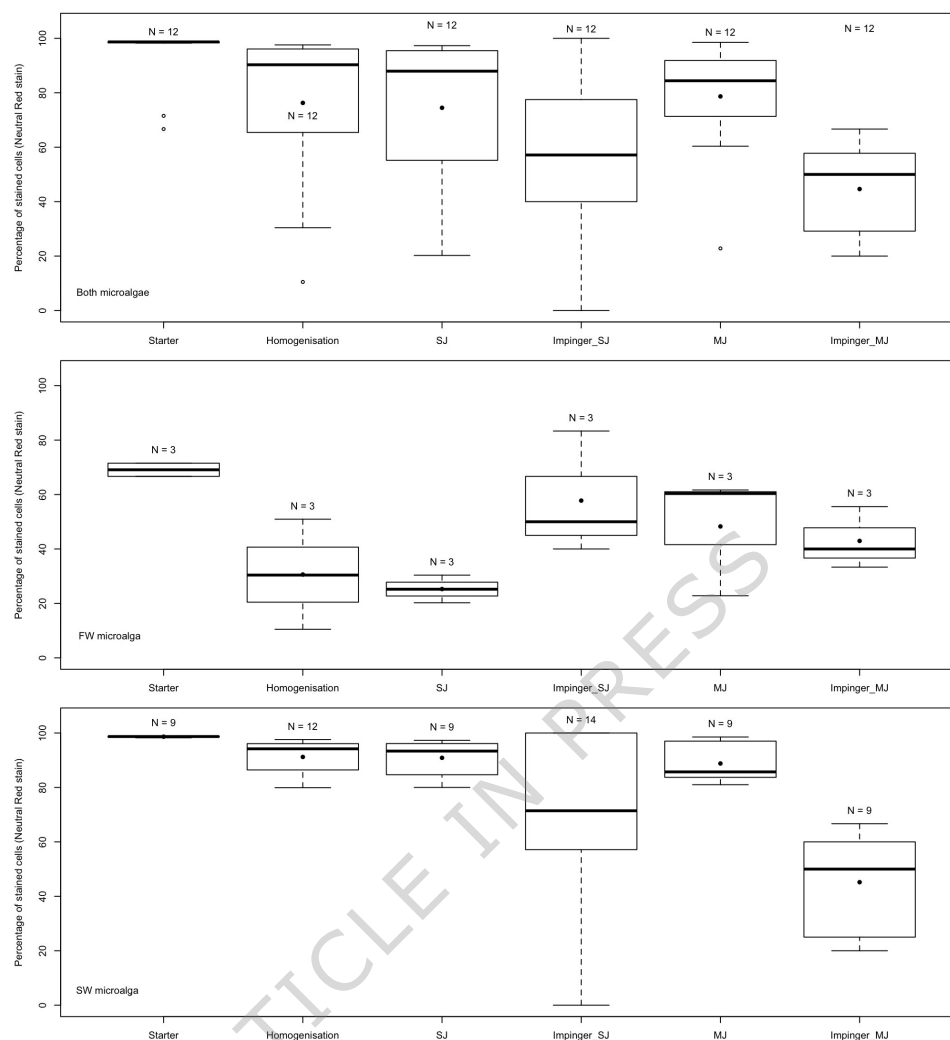 N = 12
N = 12
N = 12
N = 12
N = 12
N = 12
Percentage of stained cells (Neutral Red stain)
0 20 40 60 80 100
Both microalgae
Starter Homogenisation SJ Impinger_SJ MJ Impinger_MJ
N = 3
N = 3
N = 3
N = 3
N = 3
N = 3
Percentage of stained cells (Neutral Red stain)
0 20 40 60 80 100
FW microalga
Starter Homogenisation SJ Impinger_SJ MJ Impinger_MJ
N = 9
N = 12
N = 9
N = 14
N = 9
N = 9
Percentage of stained cells (Neutral Red stain)
0 20 40 60 80 100
SW microalga
Starter Homogenisation SJ Impinger_SJ MJ Impinger_MJ
TICLE IN PRESS